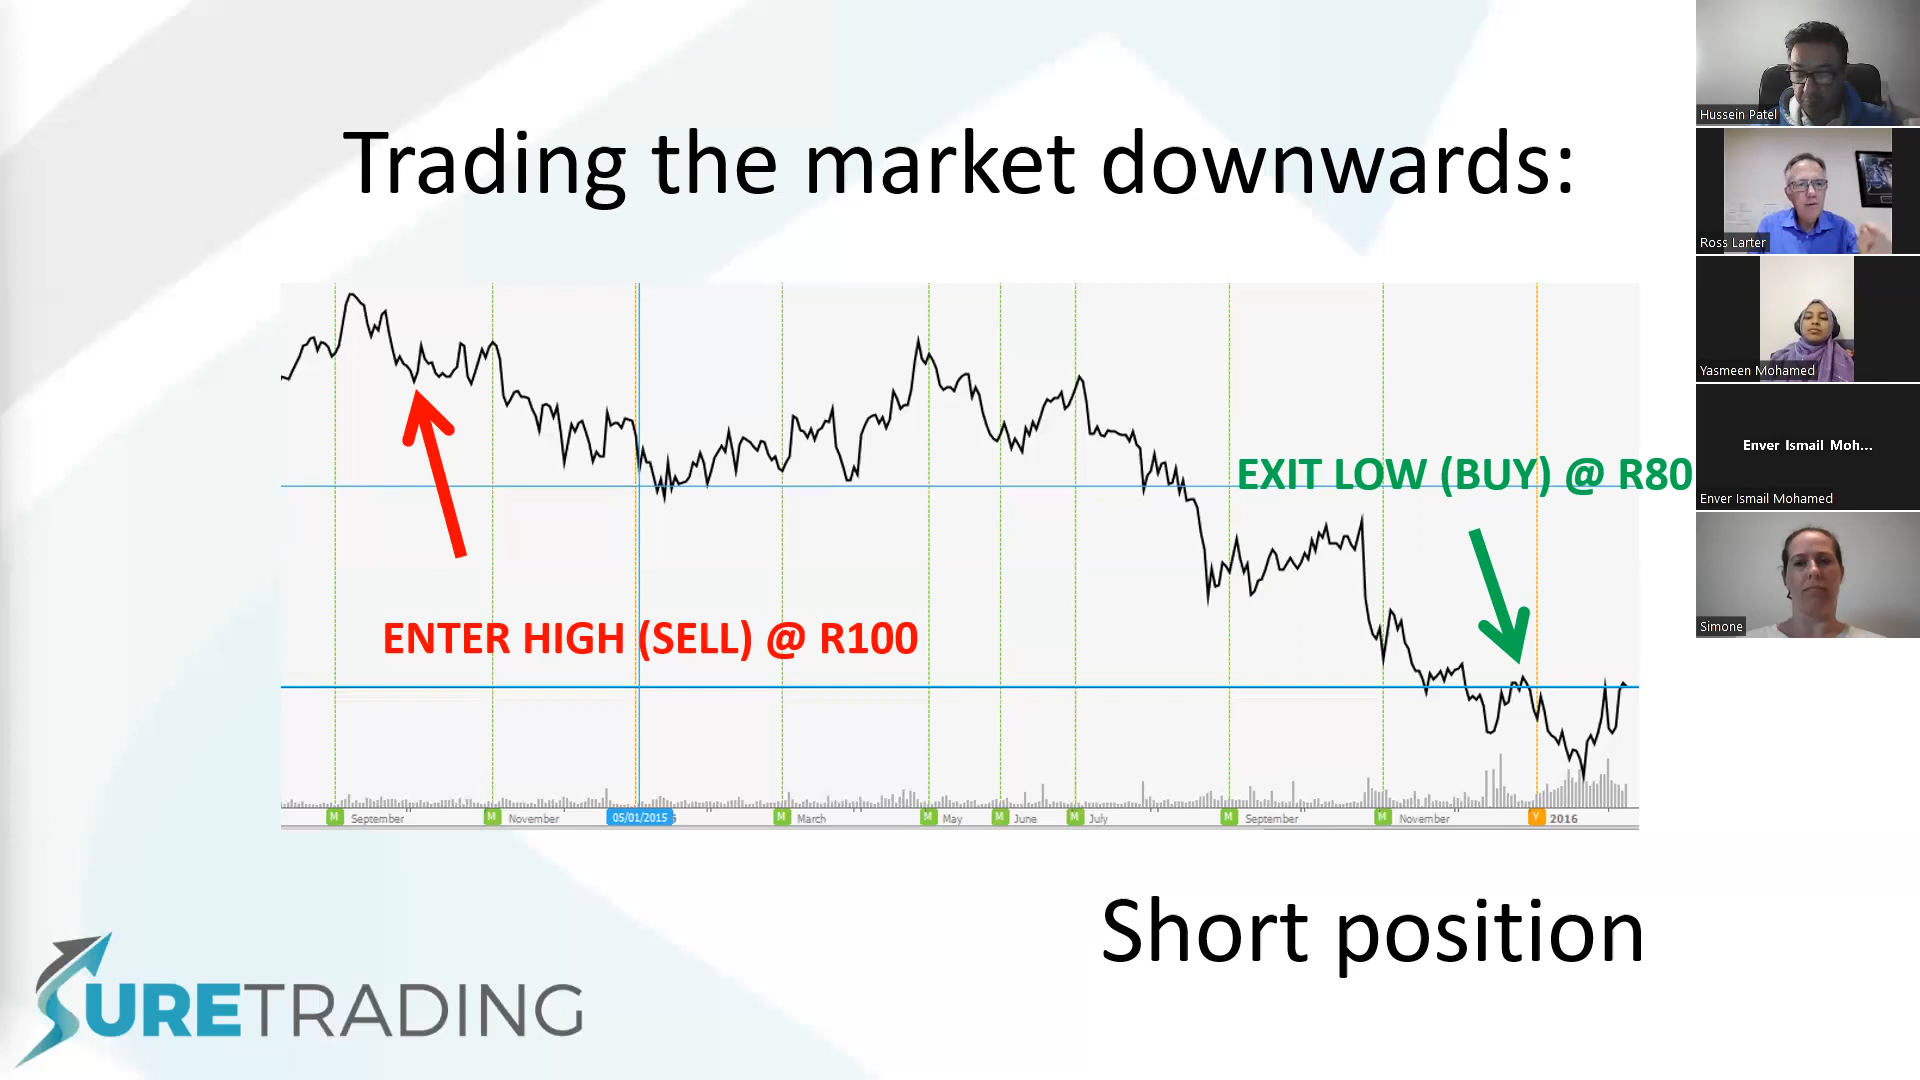 Trading the market downwards:
EXIT LOW (BUY) @ R80
ENTER HIGH (SELL) @ R100
M September
M November
05/01/2015
M March
M May
M June
M July
M September
M November
Y 2016
Short position
SURETRADING
Hussein Patel
Ross Larter
Yasmeen Mohamed
Enver Ismail Moh...
Enver Ismail Mohamed
Simone